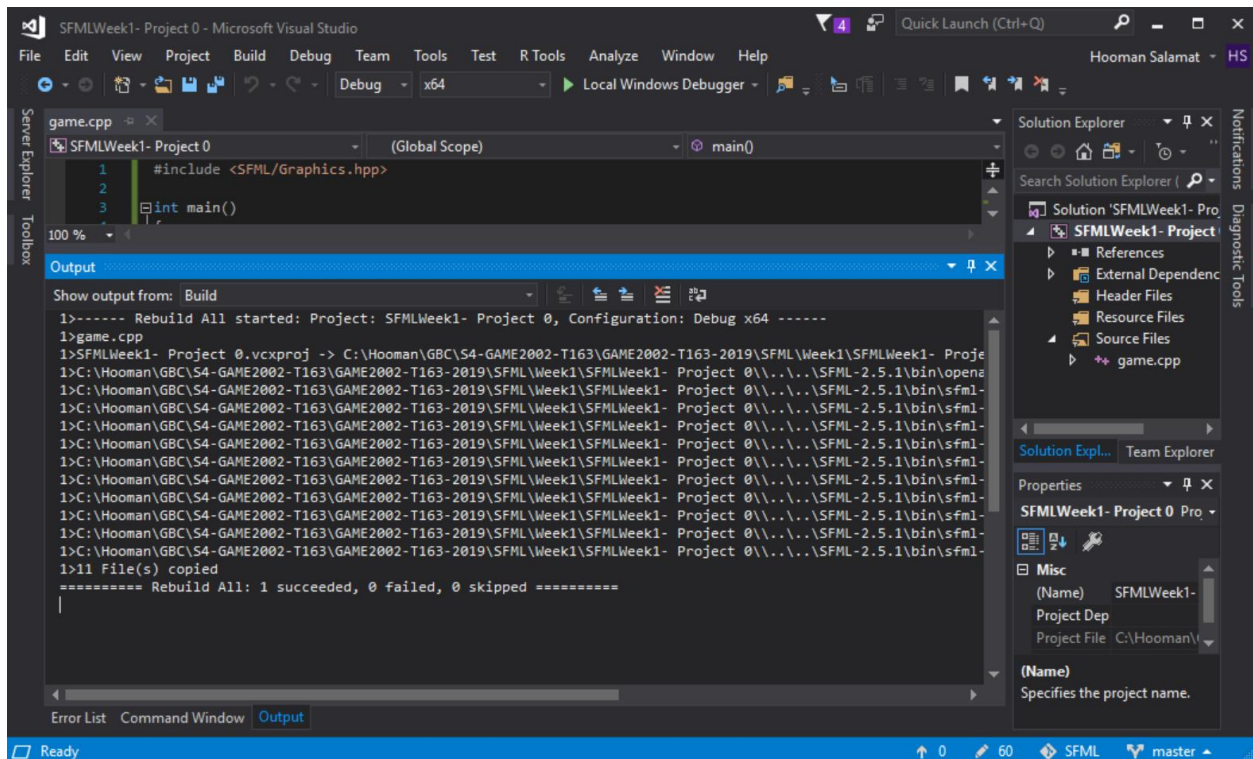 SFMLWeek1- Project 0 - Microsoft Visual Studio
4
Quick Launch (Ctrl+Q)
File Edit View Project Build Debug Team Tools Test R Tools Analyze Window Help
Hooman Salamat HS
Debug x64 Local Windows Debugger
Server Explorer
Toolbox
game.cpp
SFMLWeek1- Project 0 (Global Scope) main()
1 #include <SFML/Graphics.hpp>
2
3 int main()
100 %
Output
Show output from: Build
1>------ Rebuild All started: Project: SFMLWeek1- Project 0, Configuration: Debug x64 ------
1>game.cpp
1>SFMLWeek1- Project 0.vcxproj -> C:\Hooman\GBC\S4-GAME2002-T163\GAME2002-T163-2019\SFML\Week1\SFMLWeek1- Proje
1>C:\Hooman\GBC\S4-GAME2002-T163\GAME2002-T163-2019\SFML\Week1\SFMLWeek1- Project 0\\..\..\SFML-2.5.1\bin\opena
1>C:\Hooman\GBC\S4-GAME2002-T163\GAME2002-T163-2019\SFML\Week1\SFMLWeek1- Project 0\\..\..\SFML-2.5.1\bin\sfml-
1>C:\Hooman\GBC\S4-GAME2002-T163\GAME2002-T163-2019\SFML\Week1\SFMLWeek1- Project 0\\..\..\SFML-2.5.1\bin\sfml-
1>C:\Hooman\GBC\S4-GAME2002-T163\GAME2002-T163-2019\SFML\Week1\SFMLWeek1- Project 0\\..\..\SFML-2.5.1\bin\sfml-
1>C:\Hooman\GBC\S4-GAME2002-T163\GAME2002-T163-2019\SFML\Week1\SFMLWeek1- Project 0\\..\..\SFML-2.5.1\bin\sfml-
1>C:\Hooman\GBC\S4-GAME2002-T163\GAME2002-T163-2019\SFML\Week1\SFMLWeek1- Project 0\\..\..\SFML-2.5.1\bin\sfml-
1>C:\Hooman\GBC\S4-GAME2002-T163\GAME2002-T163-2019\SFML\Week1\SFMLWeek1- Project 0\\..\..\SFML-2.5.1\bin\sfml-
1>C:\Hooman\GBC\S4-GAME2002-T163\GAME2002-T163-2019\SFML\Week1\SFMLWeek1- Project 0\\..\..\SFML-2.5.1\bin\sfml-
1>C:\Hooman\GBC\S4-GAME2002-T163\GAME2002-T163-2019\SFML\Week1\SFMLWeek1- Project 0\\..\..\SFML-2.5.1\bin\sfml-
1>C:\Hooman\GBC\S4-GAME2002-T163\GAME2002-T163-2019\SFML\Week1\SFMLWeek1- Project 0\\..\..\SFML-2.5.1\bin\sfml-
1>C:\Hooman\GBC\S4-GAME2002-T163\GAME2002-T163-2019\SFML\Week1\SFMLWeek1- Project 0\\..\..\SFML-2.5.1\bin\sfml-
1>11 File(s) copied
========== Rebuild All: 1 succeeded, 0 failed, 0 skipped ==========
Error List Command Window Output
Solution Explorer
Search Solution Explorer (
Solution 'SFMLWeek1- Pro
SFMLWeek1- Project
References
External Dependenc
Header Files
Resource Files
Source Files
game.cpp
Solution Expl... Team Explorer
Properties
SFMLWeek1- Project 0 Pro
Misc
(Name) SFMLWeek1-
Project Dep
Project File C:\Hooman\
(Name)
Specifies the project name.
Notifications
Diagnostic Tools
Ready
0 60 SFML master